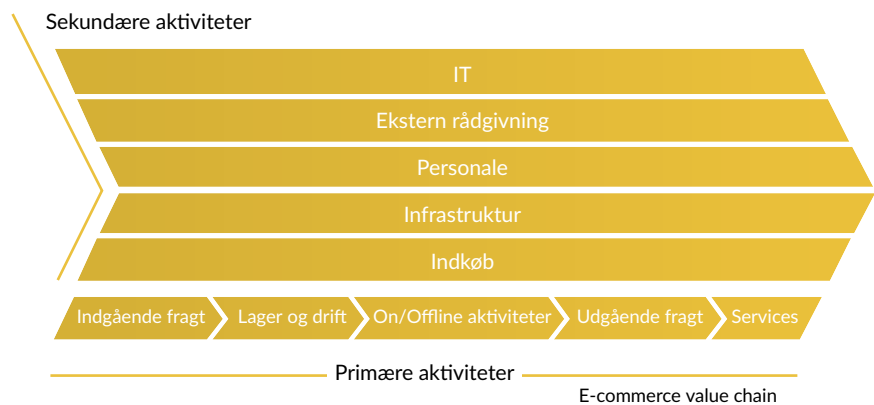 Sekundære aktiviteter
IT
Ekstern rådgivning
Personale
Infrastruktur
Indkøb
Indgående fragt
Lager og drift
On/Offline aktiviteter
Udgående fragt
Services
Primære aktiviteter
E-commerce value chain